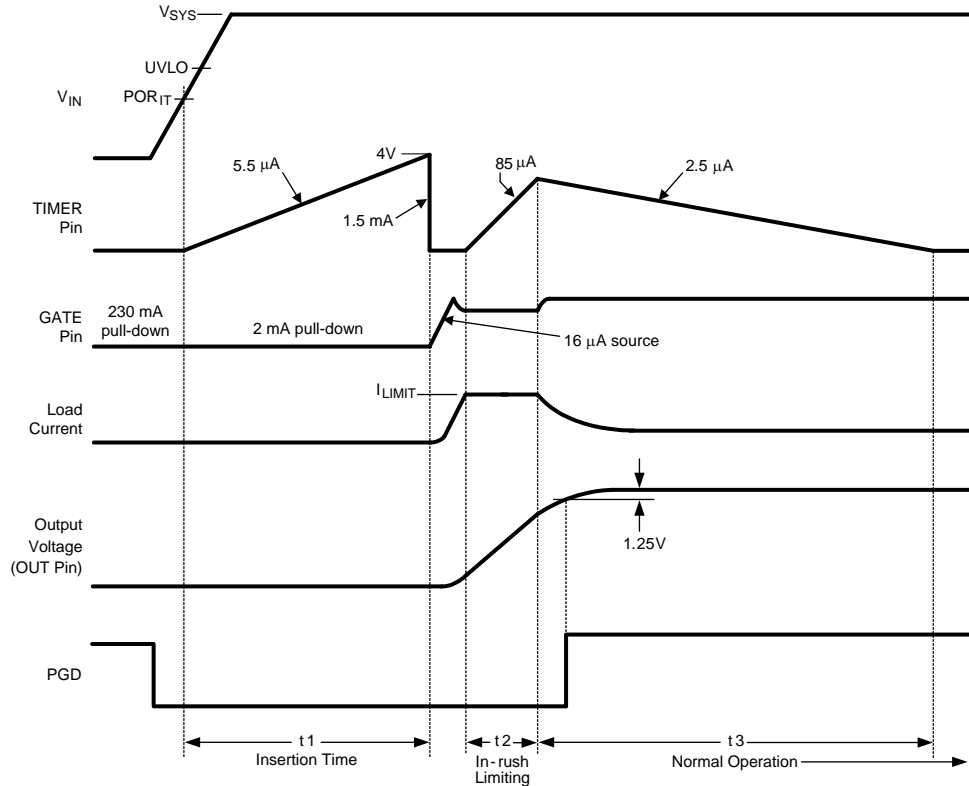 VSYS
UVLO
VIN
PORIT
5.5 μA
4V
85 μA
2.5 μA
TIMER
Pin
1.5 mA
GATE
Pin
230 mA
pull-down
2 mA pull-down
16 μA source
ILIMIT
Load
Current
Output
Voltage
(OUT Pin)
1.25V
PGD
t1
Insertion Time
t2
In-rush
Limiting
t3
Normal Operation